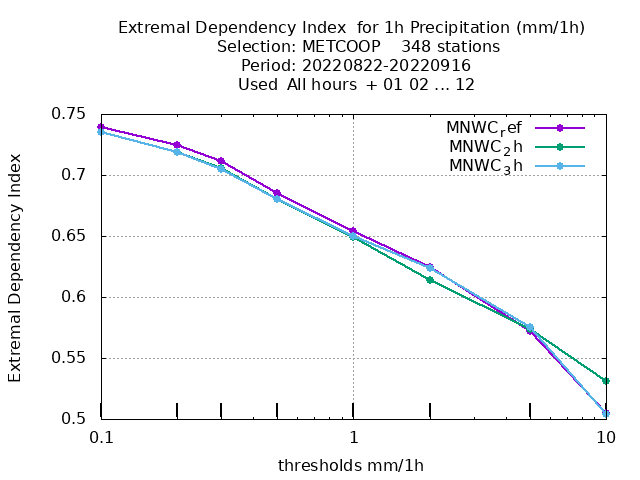 Extremal Dependency Index  for 1h Precipitation (mm/1h)
Selection: METCOOP    348 stations
Period: 20220822-20220916
Used  All hours  + 01 02 ... 12
MNWC_ref
MNWC_2h
MNWC_3h
0.75
0.7
0.65
0.6
0.55
0.5
Extremal Dependency Index
0.1
1
10
thresholds mm/1h